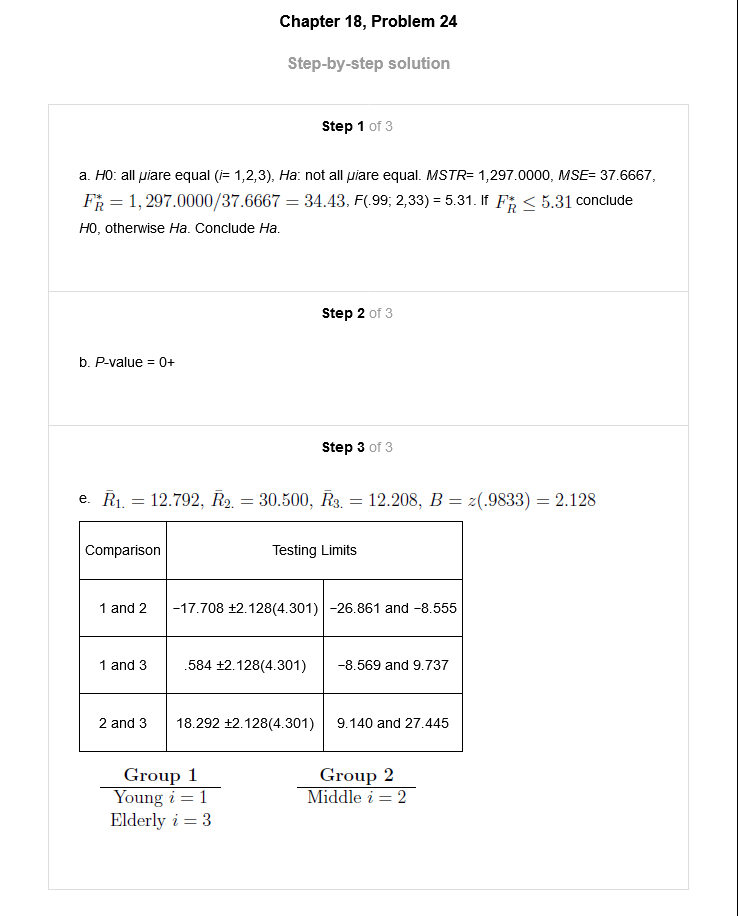 Chapter 18, Problem 24
Step-by-step solution
Step 1 of 3
a. H0: all μiare equal (i= 1,2,3), Ha: not all μiare equal. MSTR= 1,297.0000, MSE= 37.6667,
F*R = 1,297.0000/37.6667 = 34.43, F(.99; 2,33) = 5.31. If F*R ≤ 5.31 conclude
H0, otherwise Ha. Conclude Ha.
Step 2 of 3
b. P-value = 0+
Step 3 of 3
e. R̄1. = 12.792, R̄2. = 30.500, R̄3. = 12.208, B = z(.9833) = 2.128
Comparison Testing Limits
1 and 2 −17.708 ±2.128(4.301) −26.861 and −8.555
1 and 3 .584 ±2.128(4.301) −8.569 and 9.737
2 and 3 18.292 ±2.128(4.301) 9.140 and 27.445
Group 1 Group 2
Young i = 1 Middle i = 2
Elderly i = 3